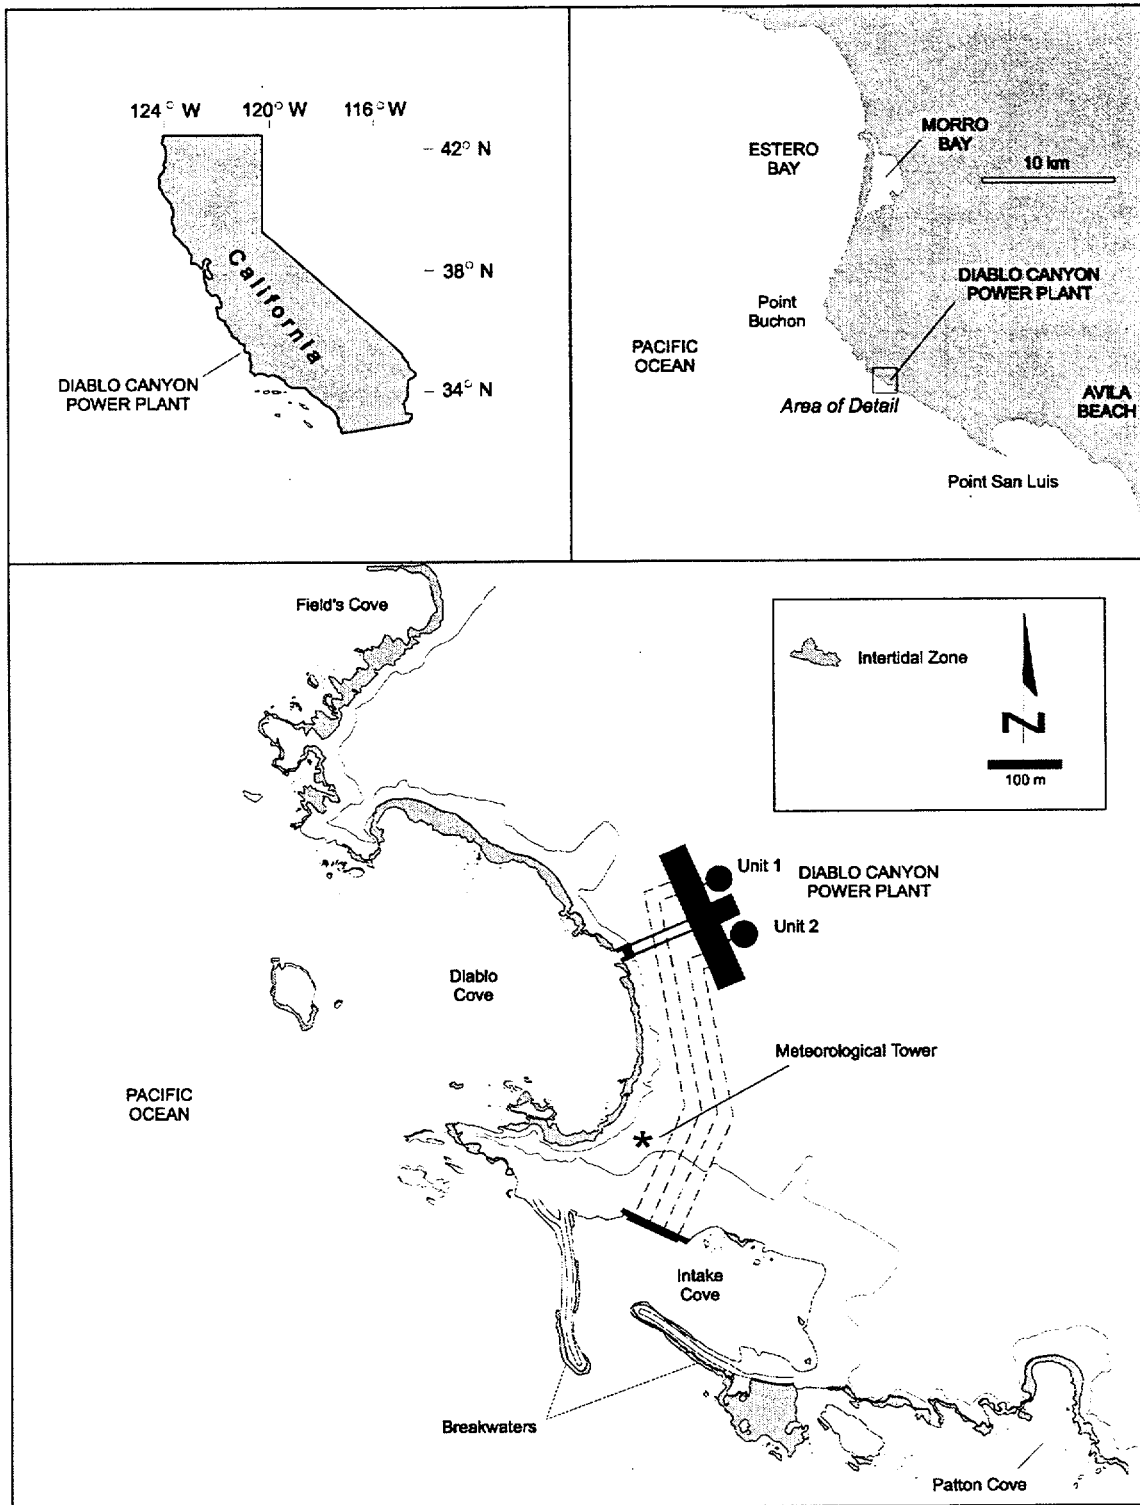 124° W
120° W
116° W
42° N
38° N
34° N
California
DIABLO CANYON
POWER PLANT
ESTERO
BAY
MORRO
BAY
10 km
DIABLO CANYON
POWER PLANT
Point
Buchon
PACIFIC
OCEAN
Area of Detail
AVILA
BEACH
Point San Luis
Field's Cove
Intertidal Zone
N
100 m
Unit 1
DIABLO CANYON
POWER PLANT
Unit 2
Diablo
Cove
Meteorological Tower
PACIFIC
OCEAN
*
Intake
Cove
Breakwaters
Patton Cove